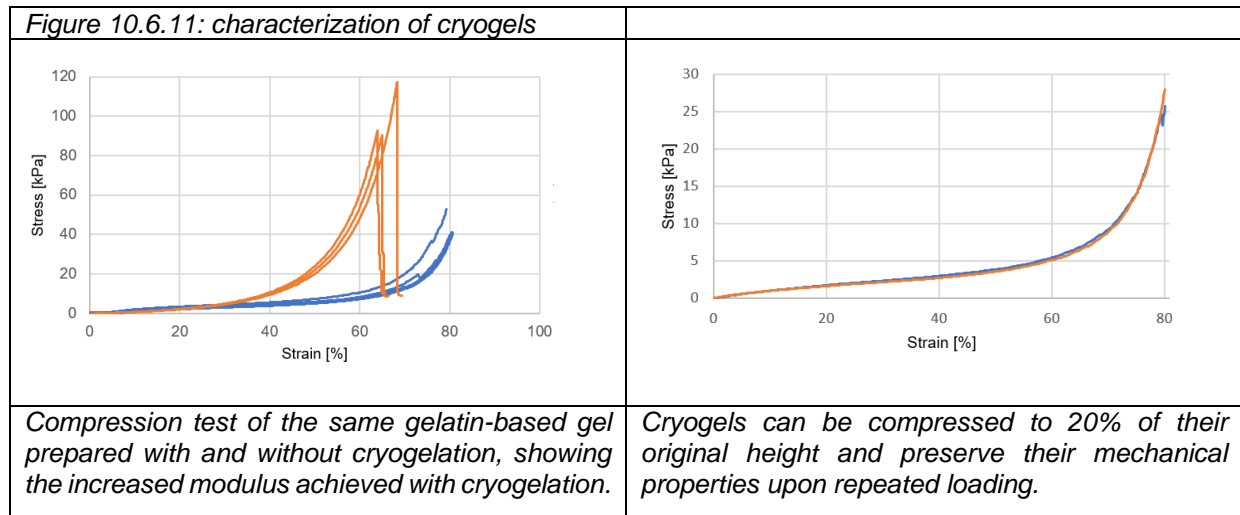 Figure 10.6.11: characterization of cryogels
120
100
80
60
40
20
0
Stress [kPa]
0 20 40 60 80 100
Strain [%]
30
25
20
15
10
5
0
Stress [kPa]
0 20 40 60 80
Strain [%]
Compression test of the same gelatin-based gel
prepared with and without cryogelation, showing
the increased modulus achieved with cryogelation.
Cryogels can be compressed to 20% of their
original height and preserve their mechanical
properties upon repeated loading.